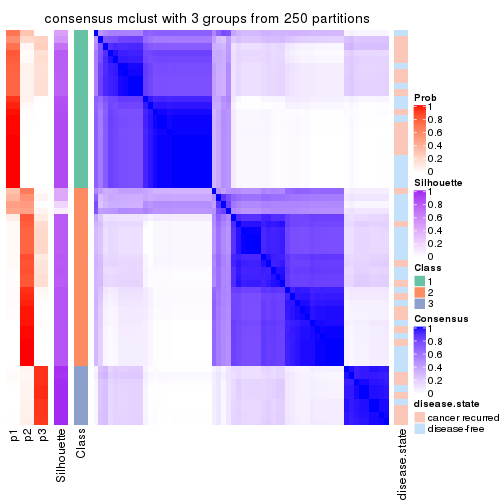 consensus mclust with 3 groups from 250 partitions
Prob
1
0.8
0.6
0.4
0.2
0
Silhouette
1
0.8
0.6
0.4
0.2
0
Class
1
2
3
Consensus
1
0.8
0.6
0.4
0.2
0
disease.state
cancer recurred
disease-free
p1
p2
p3
Silhouette
Class
disease.state